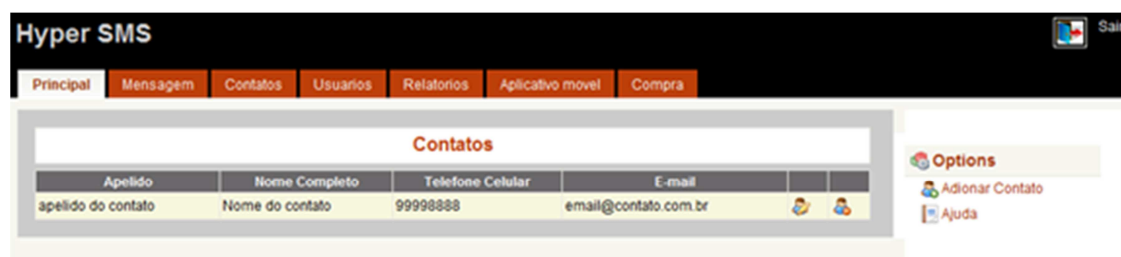 Hyper SMS
Sair
Principal Mensagem Contatos Usuarios Relatorios Aplicativo movel Compra
Contatos
Options
Apelido Nome Completo Telefone Celular E-mail
Adionar Contato
apelido do contato Nome do contato 99998888 email@contato.com.br
Ajuda